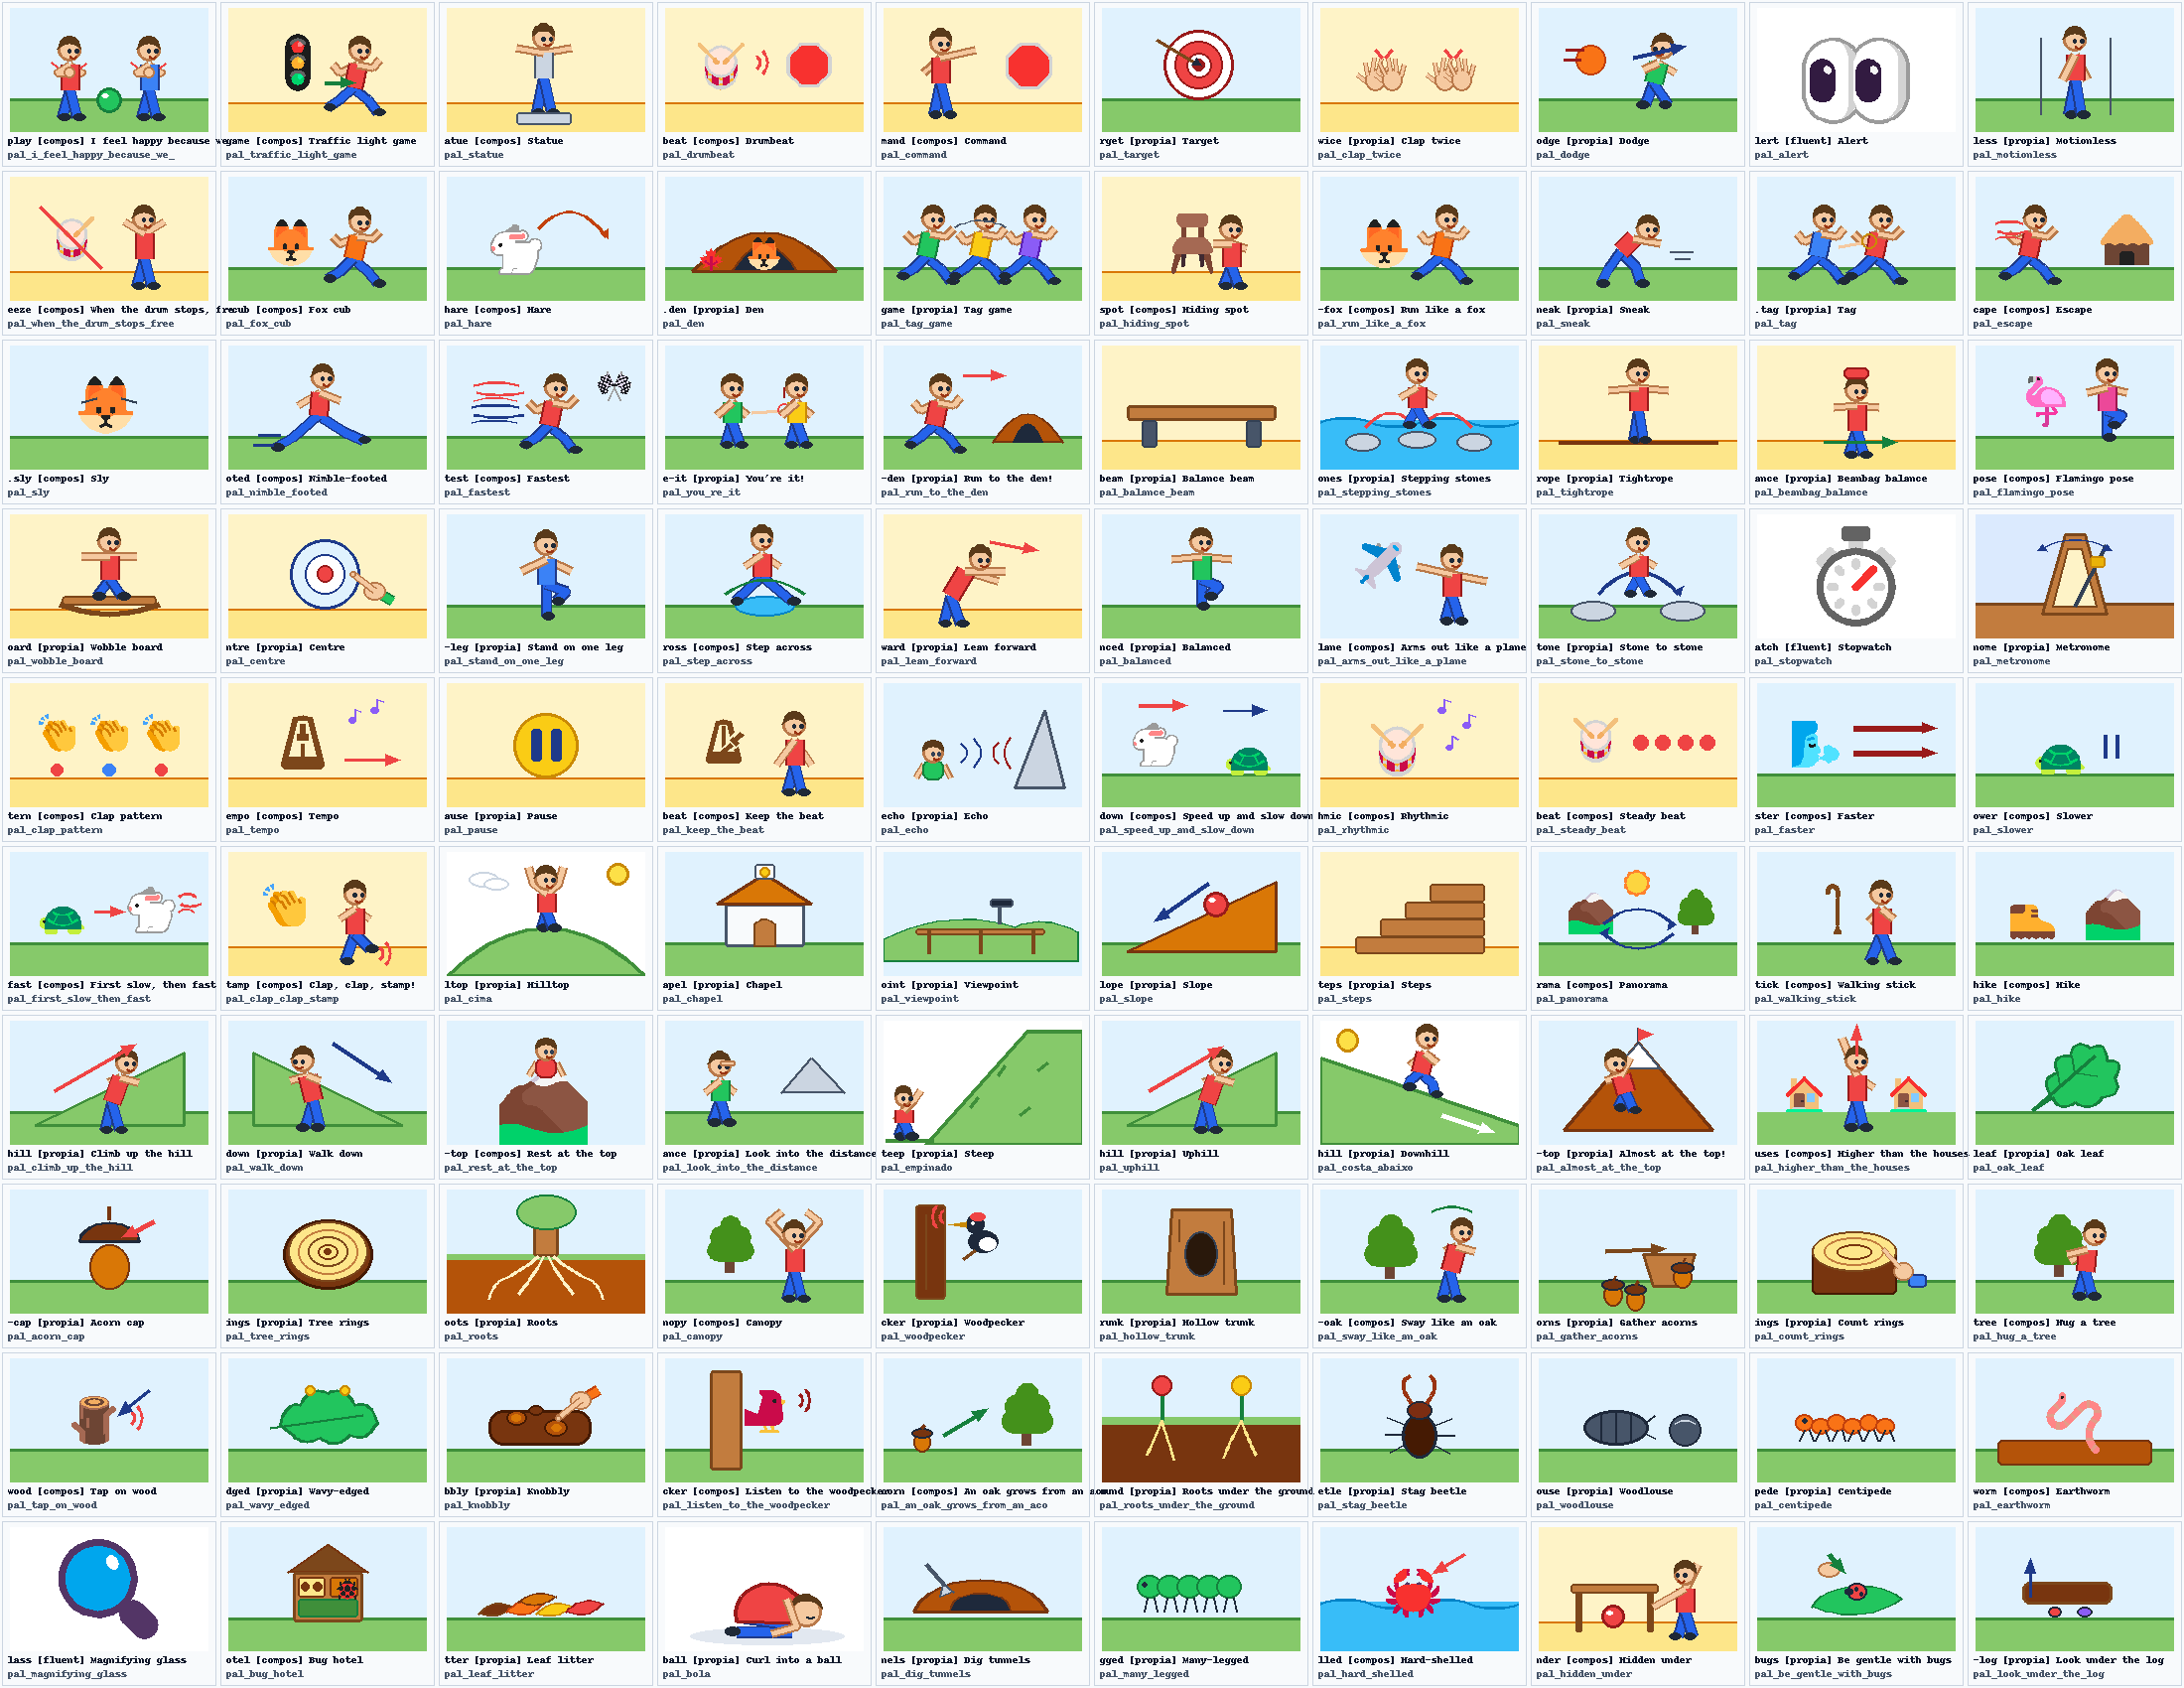 play [compos] I feel happy because we
pal_i_feel_happy_because_we_
game [compos] Traffic light game
pal_traffic_light_game
atue [compos] Statue
pal_statue
beat [compos] Drumbeat
pal_drumbeat
mand [compos] Command
pal_command
rget [propia] Target
pal_target
wice [propia] Clap twice
pal_clap_twice
odge [propia] Dodge
pal_dodge
lert [fluent] Alert
pal_alert
less [propia] Motionless
pal_motionless
eeze [compos] When the drum stops, fre
pal_when_the_drum_stops_free
cub [compos] Fox cub
pal_fox_cub
hare [compos] Hare
pal_hare
.den [propia] Den
pal_den
game [propia] Tag game
pal_tag_game
spot [compos] Hiding spot
pal_hiding_spot
-fox [compos] Run like a fox
pal_run_like_a_fox
neak [propia] Sneak
pal_sneak
.tag [propia] Tag
pal_tag
cape [compos] Escape
pal_escape
.sly [compos] Sly
pal_sly
oted [compos] Nimble-footed
pal_nimble_footed
test [compos] Fastest
pal_fastest
e-it [propia] You're it!
pal_you_re_it
-den [propia] Run to the den!
pal_run_to_the_den
beam [propia] Balance beam
pal_balance_beam
ones [propia] Stepping stones
pal_stepping_stones
rope [propia] Tightrope
pal_tightrope
ance [propia] Beanbag balance
pal_beanbag_balance
pose [compos] Flamingo pose
pal_flamingo_pose
oard [propia] Wobble board
pal_wobble_board
ntre [propia] Centre
pal_centre
-leg [propia] Stand on one leg
pal_stand_on_one_leg
ross [compos] Step across
pal_step_across
ward [propia] Lean forward
pal_lean_forward
nced [propia] Balanced
pal_balanced
lane [compos] Arms out like a plane
pal_arms_out_like_a_plane
tone [propia] Stone to stone
pal_stone_to_stone
atch [fluent] Stopwatch
pal_stopwatch
nome [propia] Metronome
pal_metronome
tern [compos] Clap pattern
pal_clap_pattern
empo [compos] Tempo
pal_tempo
ause [propia] Pause
pal_pause
beat [compos] Keep the beat
pal_keep_the_beat
echo [propia] Echo
pal_echo
down [compos] Speed up and slow down
pal_speed_up_and_slow_down
hmic [compos] Rhythmic
pal_rhythmic
beat [compos] Steady beat
pal_steady_beat
ster [compos] Faster
pal_faster
ower [compos] Slower
pal_slower
fast [compos] First slow, then fast
pal_first_slow_then_fast
tamp [compos] Clap, clap, stamp!
pal_clap_clap_stamp
ltop [propia] Hilltop
pal_cima
apel [propia] Chapel
pal_chapel
oint [propia] Viewpoint
pal_viewpoint
lope [propia] Slope
pal_slope
teps [propia] Steps
pal_steps
rama [compos] Panorama
pal_panorama
tick [compos] Walking stick
pal_walking_stick
hike [compos] Hike
pal_hike
hill [propia] Climb up the hill
pal_climb_up_the_hill
down [propia] Walk down
pal_walk_down
-top [compos] Rest at the top
pal_rest_at_the_top
ance [propia] Look into the distance
pal_look_into_the_distance
teep [propia] Steep
pal_empinado
hill [propia] Uphill
pal_uphill
hill [propia] Downhill
pal_costa_abaixo
-top [propia] Almost at the top!
pal_almost_at_the_top
uses [compos] Higher than the houses
pal_higher_than_the_houses
leaf [propia] Oak leaf
pal_oak_leaf
-cap [propia] Acorn cap
pal_acorn_cap
ings [propia] Tree rings
pal_tree_rings
oots [propia] Roots
pal_roots
nopy [compos] Canopy
pal_canopy
cker [propia] Woodpecker
pal_woodpecker
runk [propia] Hollow trunk
pal_hollow_trunk
-oak [compos] Sway like an oak
pal_sway_like_an_oak
orns [propia] Gather acorns
pal_gather_acorns
ings [propia] Count rings
pal_count_rings
tree [compos] Hug a tree
pal_hug_a_tree
wood [compos] Tap on wood
pal_tap_on_wood
dged [propia] Wavy-edged
pal_wavy_edged
bbly [propia] Knobbly
pal_knobbly
cker [compos] Listen to the woodpecker
pal_listen_to_the_woodpecker
orn [compos] An oak grows from an
pal_an_oak_grows_from_an_aco
und [propia] Roots under the ground
pal_roots_under_the_ground
etle [propia] Stag beetle
pal_stag_beetle
ouse [propia] Woodlouse
pal_woodlouse
pede [propia] Centipede
pal_centipede
worm [compos] Earthworm
pal_earthworm
lass [fluent] Magnifying glass
pal_magnifying_glass
otel [compos] Bug hotel
pal_bug_hotel
tter [propia] Leaf litter
pal_leaf_litter
ball [propia] Curl into a ball
pal_bola
nels [propia] Dig tunnels
pal_dig_tunnels
gged [propia] Many-legged
pal_many_legged
lled [compos] Hard-shelled
pal_hard_shelled
nder [compos] Hidden under
pal_hidden_under
bugs [propia] Be gentle with bugs
pal_be_gentle_with_bugs
-log [propia] Look under the log
pal_look_under_the_log